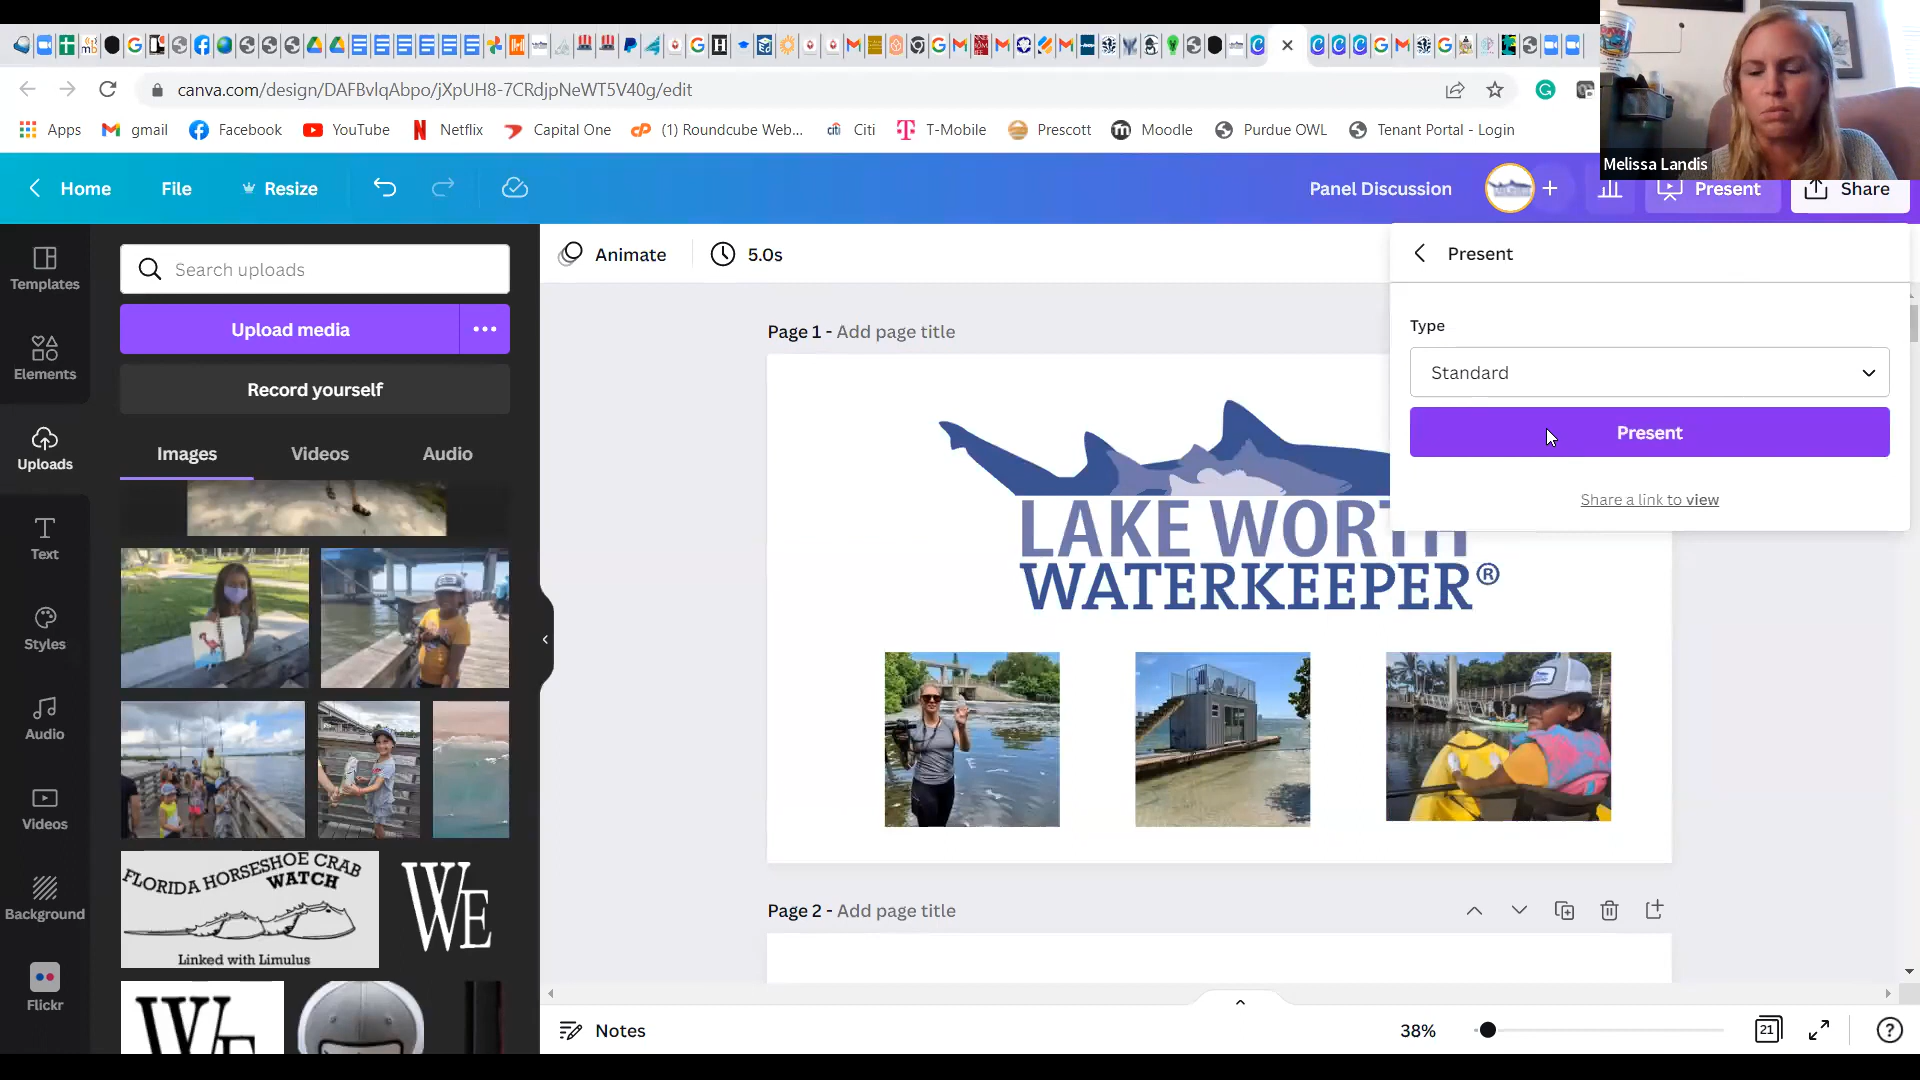 canva.com/design/DAFBvlqAbpo/jXpUH8-7CRdjpNeWT5V40g/edit
Apps
gmail
Facebook
YouTube
Netflix
Capital One
(1) Roundcube Web...
citi
Citi
T-Mobile
Prescott
Moodle
Purdue OWL
Tenant Portal - Login
Melissa Landis
Home
File
Resize
Panel Discussion
Present
Share
Templates
Elements
Uploads
Text
Styles
Audio
Videos
Background
Flickr
Search uploads
Upload media
Record yourself
Images
Videos
Audio
FLORIDA HORSESHOE CRAB
WATCH
Linked with Limulus
WE
WE
Animate
5.0s
Present
Type
Standard
Present
Share a link to view
Page 1 - Add page title
LAKE WORTH
WATERKEEPER®
Page 2 - Add page title
Notes
38%
21
?